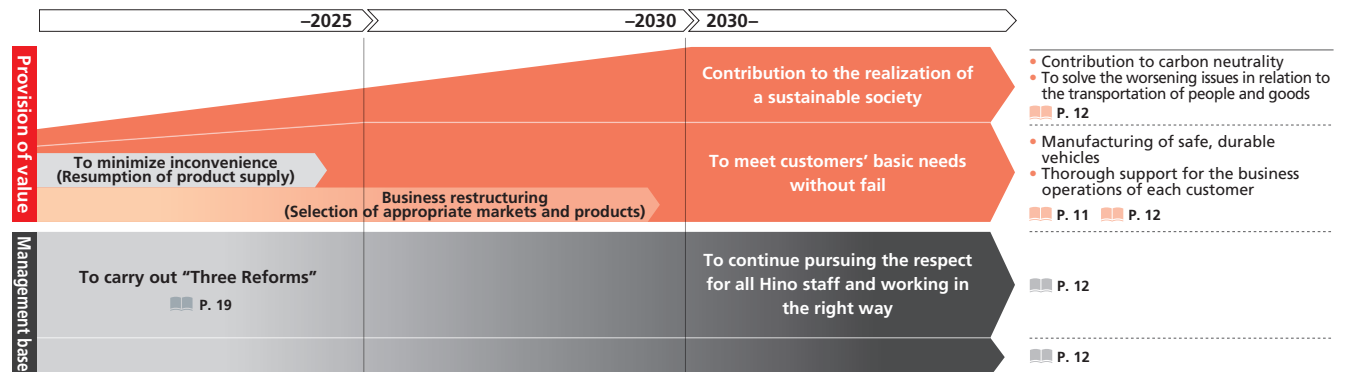 –2025
–2030
2030–
Provision of value
Contribution to the realization of
a sustainable society
• Contribution to carbon neutrality
• To solve the worsening issues in relation to
the transportation of people and goods
P. 12
To minimize inconvenience
(Resumption of product supply)
Business restructuring
(Selection of appropriate markets and products)
To meet customers’ basic needs
without fail
• Manufacturing of safe, durable
vehicles
• Thorough support for the business
operations of each customer
P. 11 P. 12
Management base
To carry out “Three Reforms”
P. 19
To continue pursuing the respect
for all Hino staff and working in
the right way
P. 12
P. 12